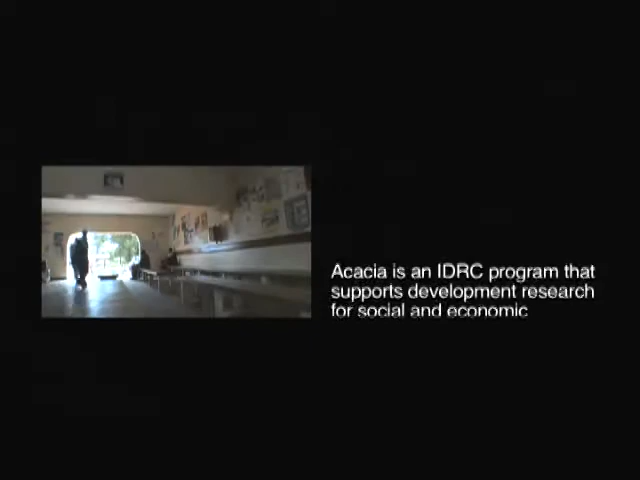 Acacia is an IDRC program that
supports development research
for social and economic